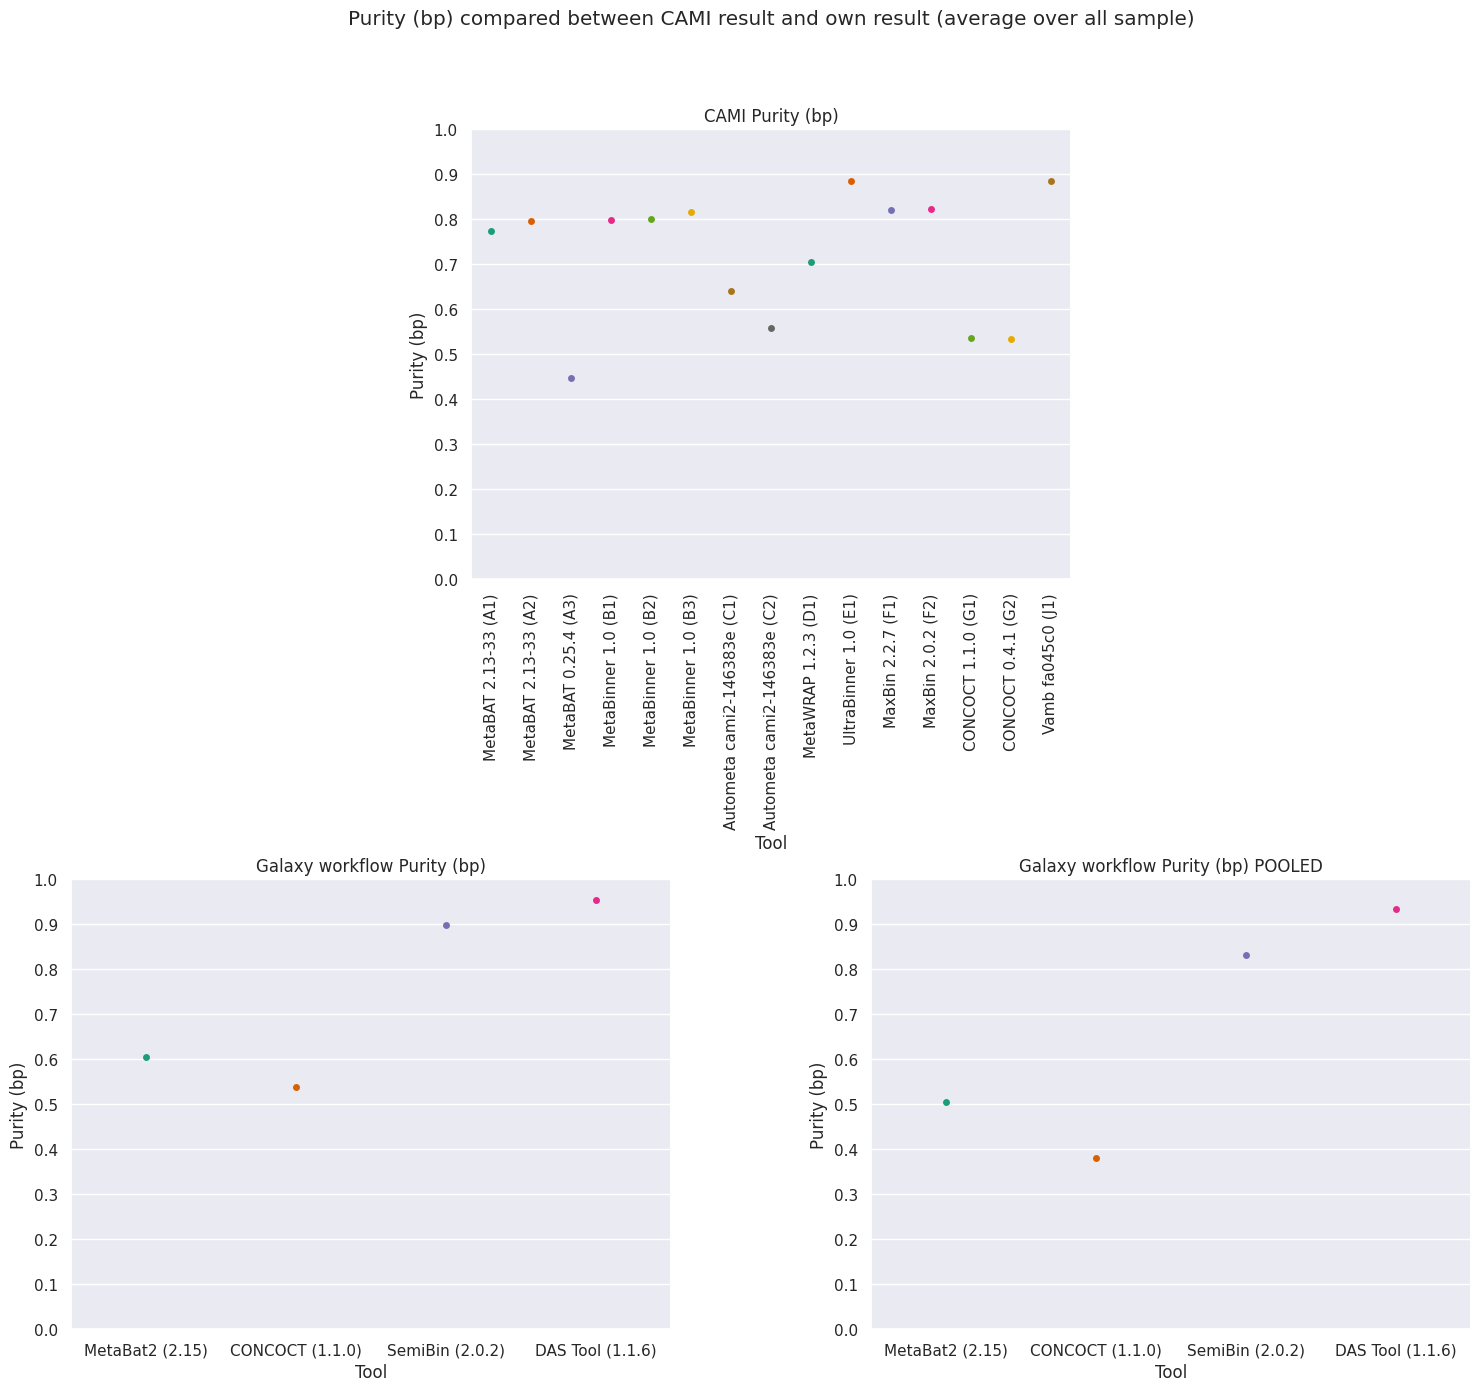 Purity (bp) compared between CAMI result and own result (average over all sample)
CAMI Purity (bp)
1.0
0.9
0.8
0.7
0.6
0.5
0.4
0.3
0.2
0.1
0.0
Purity (bp)
MetaBAT 2.13-33 (A1)
MetaBAT 2.13-33 (A2)
MetaBAT 0.25.4 (A3)
MetaBinner 1.0 (B1)
MetaBinner 1.0 (B2)
MetaBinner 1.0 (B3)
Autometa cami2-146383e (C1)
Autometa cami2-146383e (C2)
MetaWRAP 1.2.3 (D1)
UltraBinner 1.0 (E1)
MaxBin 2.2.7 (F1)
MaxBin 2.0.2 (F2)
CONCOCT 1.1.0 (G1)
CONCOCT 0.4.1 (G2)
Vamb fa045c0 (J1)
Tool
Galaxy workflow Purity (bp)
1.0
0.9
0.8
0.7
0.6
0.5
0.4
0.3
0.2
0.1
0.0
Purity (bp)
MetaBat2 (2.15)
CONCOCT (1.1.0)
SemiBin (2.0.2)
DAS Tool (1.1.6)
Tool
Galaxy workflow Purity (bp) POOLED
1.0
0.9
0.8
0.7
0.6
0.5
0.4
0.3
0.2
0.1
0.0
Purity (bp)
MetaBat2 (2.15)
CONCOCT (1.1.0)
SemiBin (2.0.2)
DAS Tool (1.1.6)
Tool